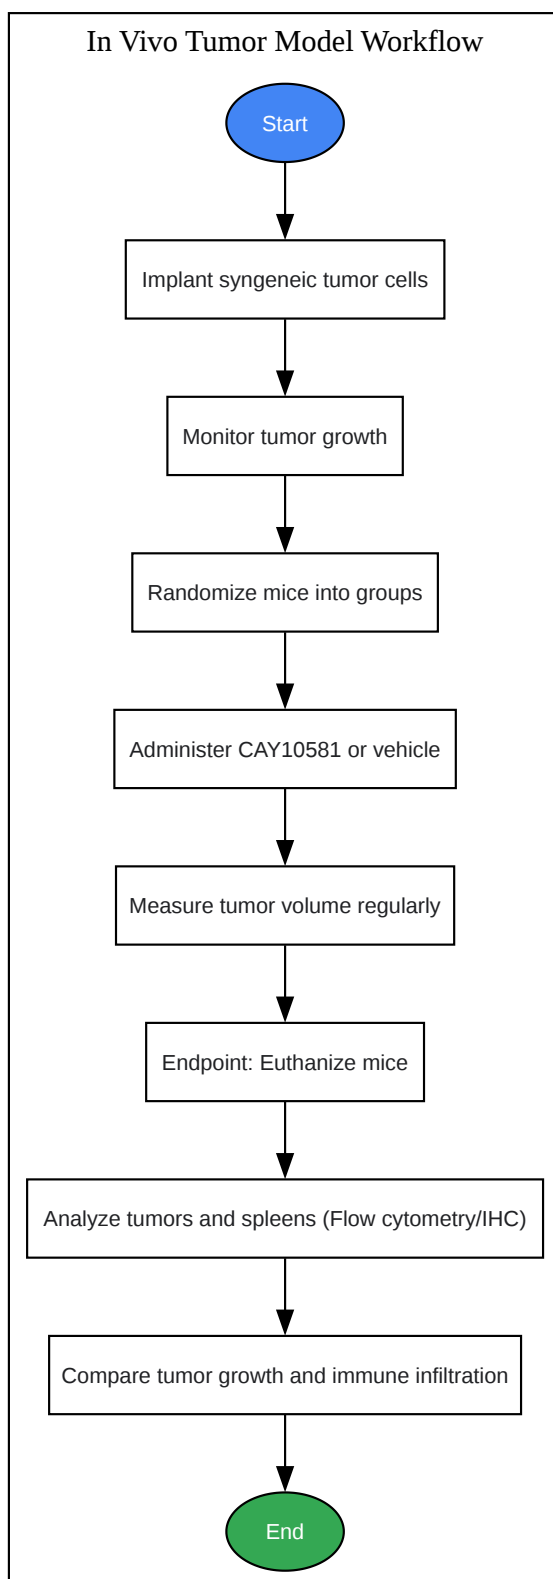 In Vivo Tumor Model Workflow
Start
Implant syngeneic tumor cells
Monitor tumor growth
Randomize mice into groups
Administer CAY10581 or vehicle
Measure tumor volume regularly
Endpoint: Euthanize mice
Analyze tumors and spleens (Flow cytometry/IHC)
Compare tumor growth and immune infiltration
End